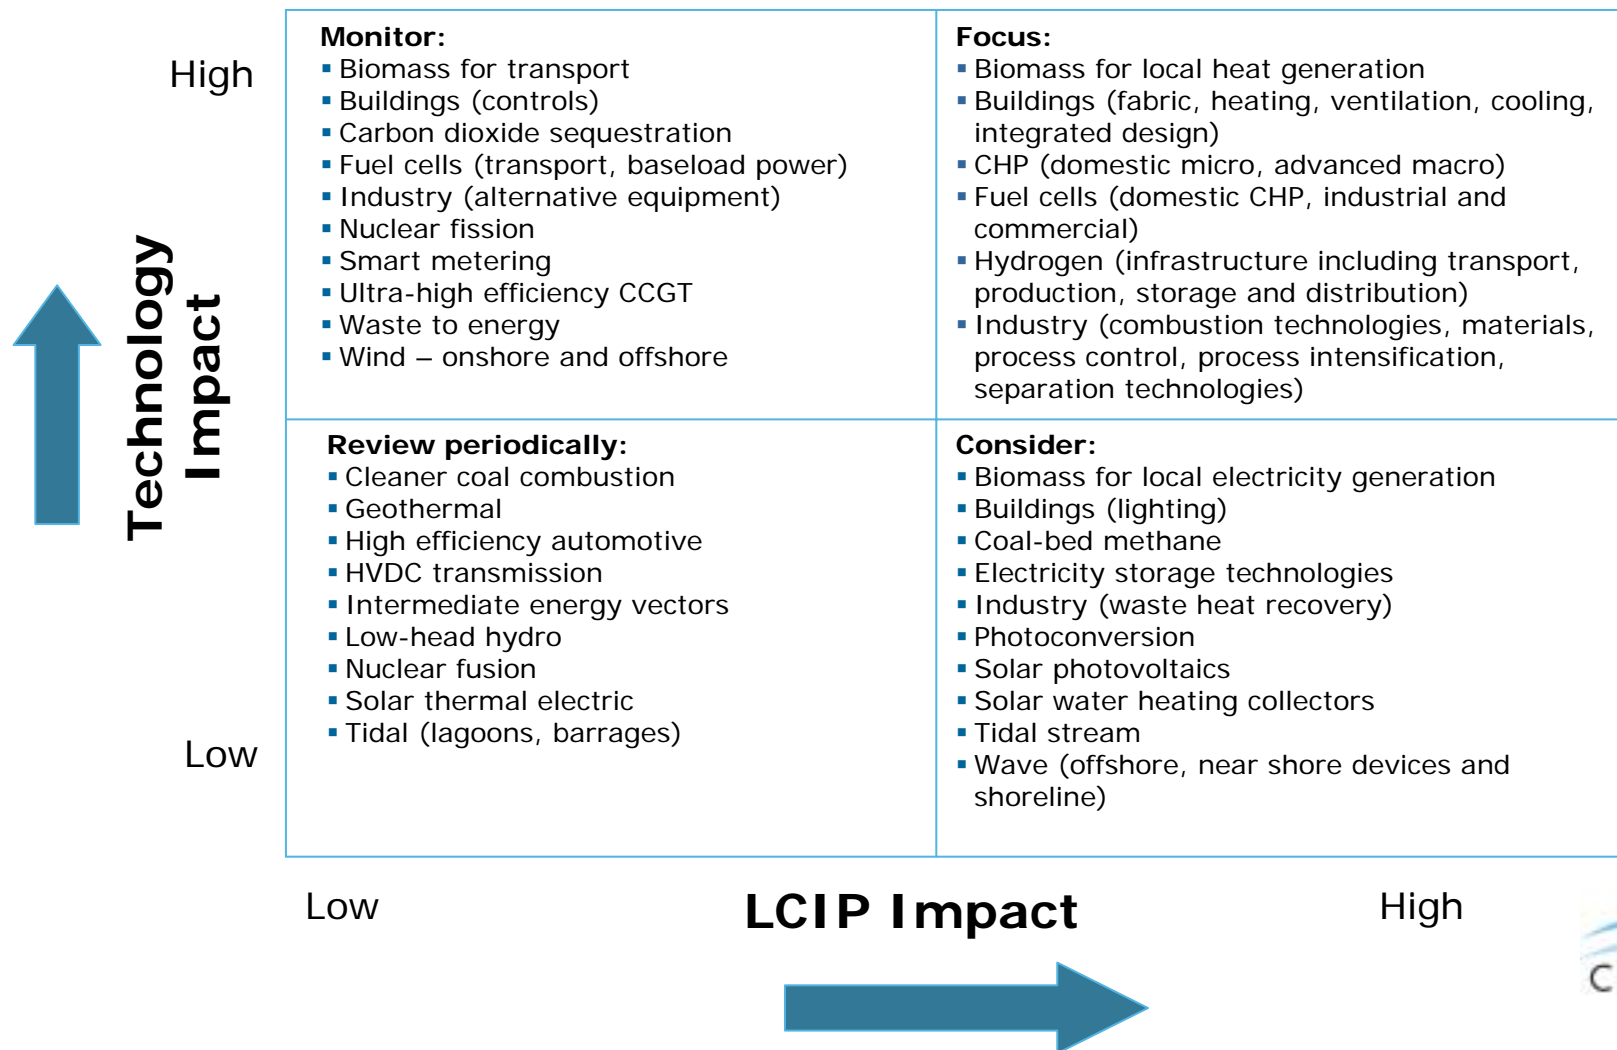 High
Low
Technology
Impact
Monitor:
▪ Biomass for transport
▪ Buildings (controls)
▪ Carbon dioxide sequestration
▪ Fuel cells (transport, baseload power)
▪ Industry (alternative equipment)
▪ Nuclear fission
▪ Smart metering
▪ Ultra-high efficiency CCGT
▪ Waste to energy
▪ Wind – onshore and offshore
Focus:
▪ Biomass for local heat generation
▪ Buildings (fabric, heating, ventilation, cooling,
integrated design)
▪ CHP (domestic micro, advanced macro)
▪ Fuel cells (domestic CHP, industrial and
commercial)
▪ Hydrogen (infrastructure including transport,
production, storage and distribution)
▪ Industry (combustion technologies, materials,
process control, process intensification,
separation technologies)
Review periodically:
▪ Cleaner coal combustion
▪ Geothermal
▪ High efficiency automotive
▪ HVDC transmission
▪ Intermediate energy vectors
▪ Low-head hydro
▪ Nuclear fusion
▪ Solar thermal electric
▪ Tidal (lagoons, barrages)
Consider:
▪ Biomass for local electricity generation
▪ Buildings (lighting)
▪ Coal-bed methane
▪ Electricity storage technologies
▪ Industry (waste heat recovery)
▪ Photoconversion
▪ Solar photovoltaics
▪ Solar water heating collectors
▪ Tidal stream
▪ Wave (offshore, near shore devices and
shoreline)
Low
LCIP Impact
High
C